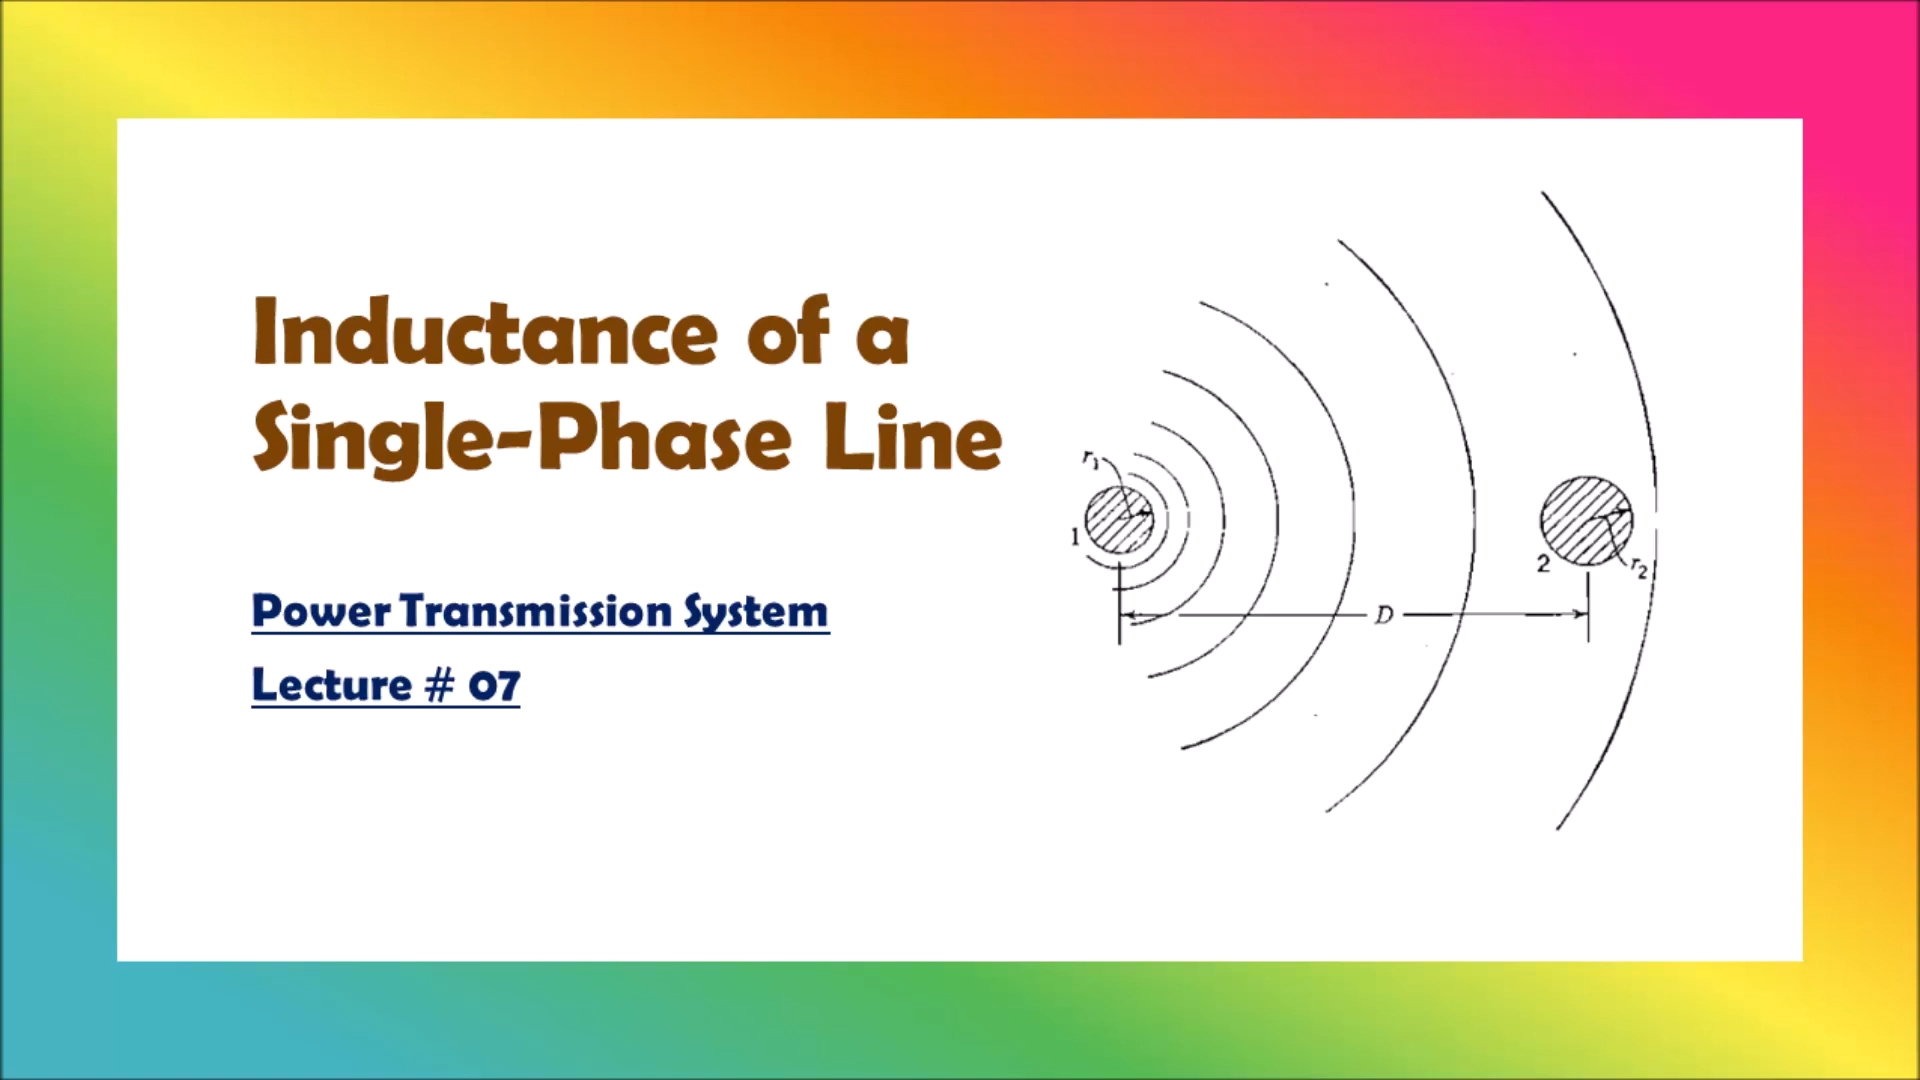 Inductance of a
Single-Phase Line
Power Transmission System
Lecture # 07
r1
1
2
r2
D